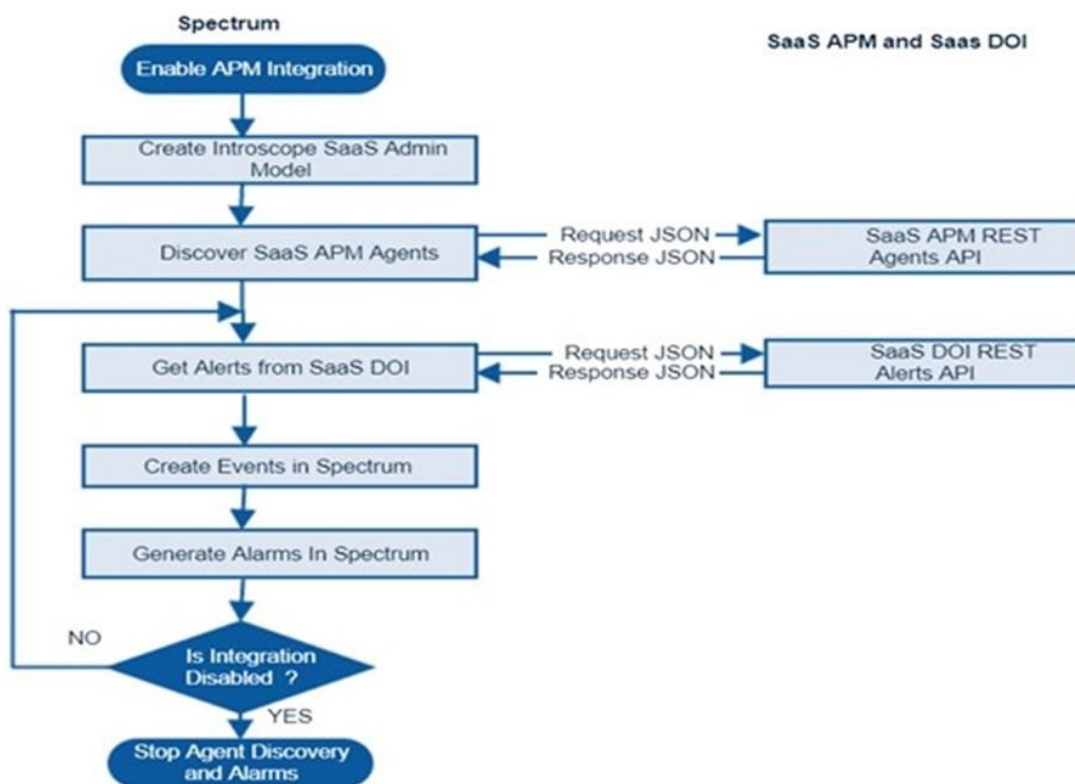 Spectrum
SaaS APM and Saas DOI
Enable APM Integration
Create Introscope SaaS Admin
Model
Discover SaaS APM Agents
Request JSON
Response JSON
SaaS APM REST
Agents API
Get Alerts from SaaS DOI
Request JSON
Response JSON
SaaS DOI REST
Alerts API
Create Events in Spectrum
Generate Alarms In Spectrum
NO
Is Integration
Disabled ?
YES
Stop Agent Discovery
and Alarms